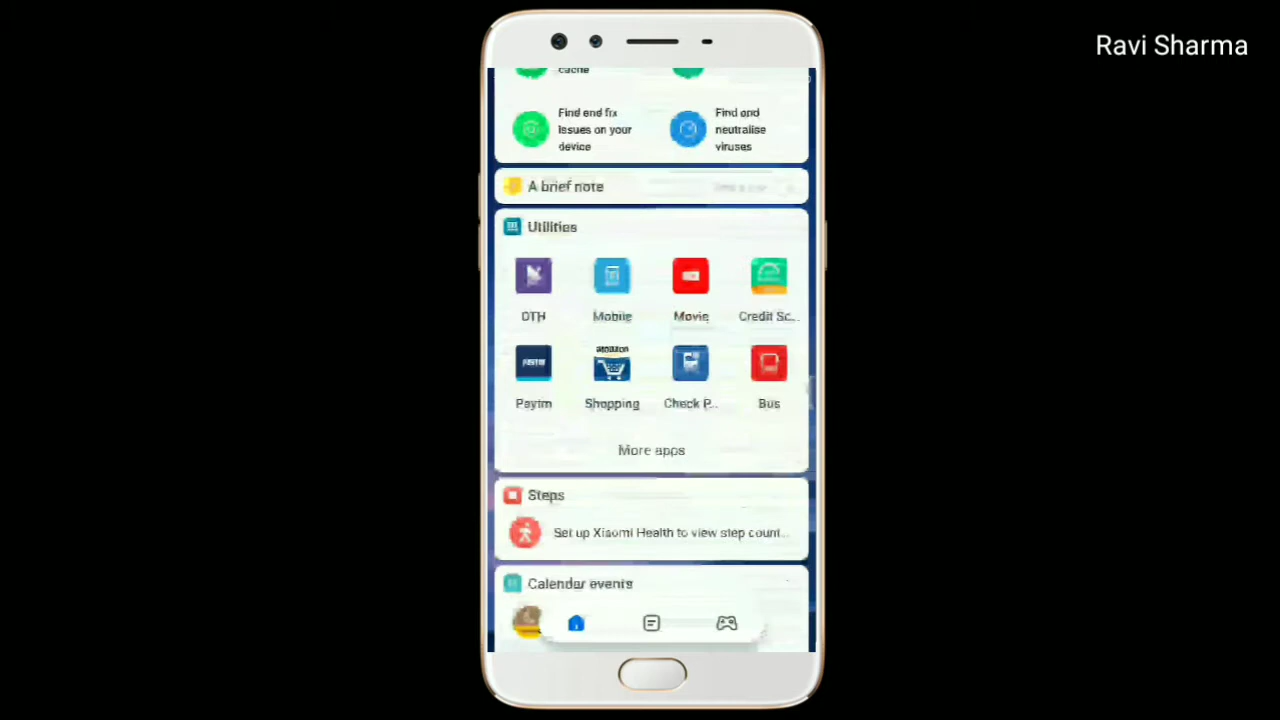 Ravi Sharma
cache
Find and fix
issues on your
device
Find and
neutralise
viruses
A brief note
Utilities
DTH
Mobile
Movie
Credit Sc...
Paytm
amazon
Paytm
Shopping
Check P...
Bus
More apps
Steps
Set up Xiaomi Health to view step count...
Calendar events